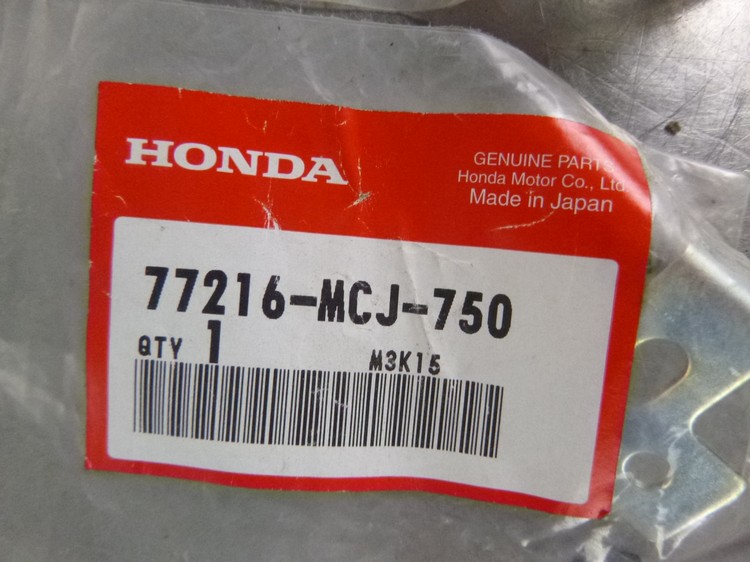 HONDA
GENUINE PARTS
Honda Motor Co., Ltd.
Made in Japan
77216-MCJ-750
QTY 1
M3K15